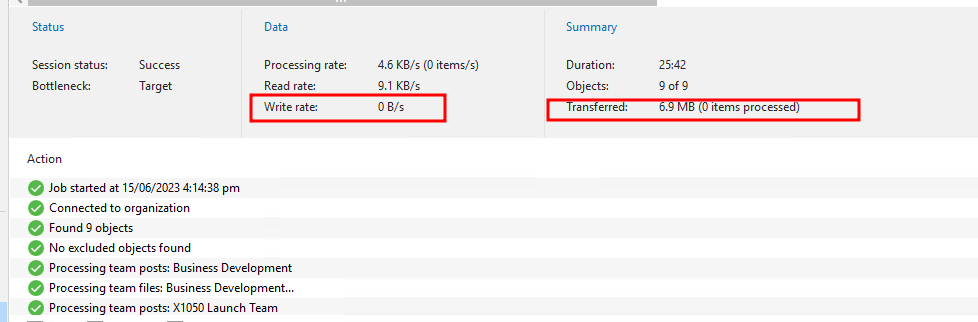 Status Data Summary
Session status: Success Processing rate: 4.6 KB/s (0 items/s) Duration: 25:42
Bottleneck: Target Read rate: 9.1 KB/s Objects: 9 of 9
Write rate: 0 B/s Transferred: 6.9 MB (0 items processed)
Action
Job started at 15/06/2023 4:14:38 pm
Connected to organization
Found 9 objects
No excluded objects found
Processing team posts: Business Development
Processing team files: Business Development...
Processing team posts: X1050 Launch Team